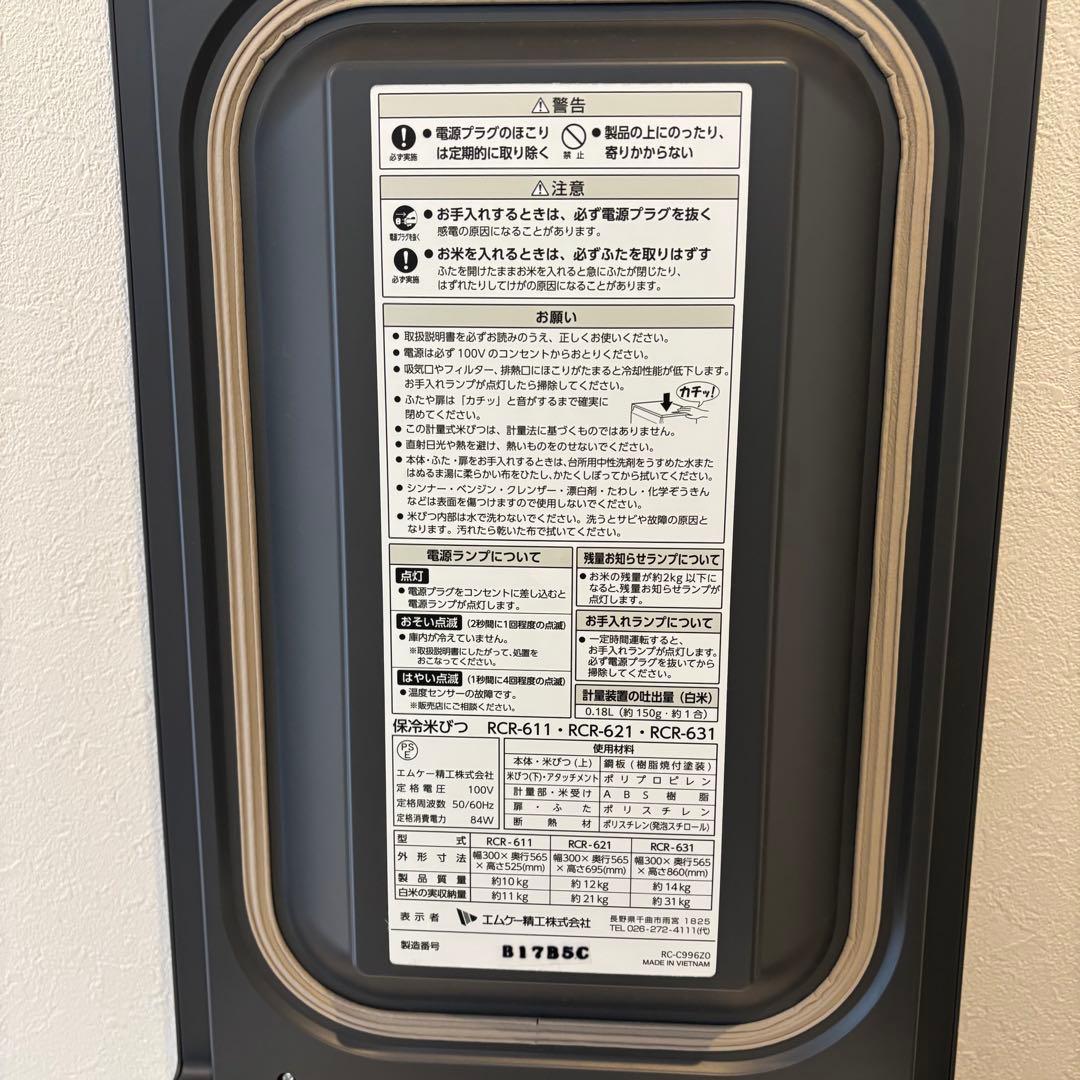 ⚠警告
必ず実施
● 電源プラグのほこり
は定期的に取り除く
禁止
● 製品の上にのったり、
寄りかからない
⚠注意
電源プラグを抜く
● お手入れするときは、必ず電源プラグを抜く
感電の原因になることがあります。
必ず実施
● お米を入れるときは、必ずふたを取りはずす
ふたを開けたままお米を入れると急にふたが閉じたり、
はずれたりしてけがの原因になることがあります。
お願い
● 取扱説明書を必ずお読みのうえ、正しくお使いください。
● 電源は必ず100Vのコンセントからおとりください。
● 吸気口やフィルター、排熱口にほこりがたまると冷却性能が低下します。
お手入れランプが点灯したら掃除してください。
● ふたや扉は「カチッ」と音がするまで確実に
閉めてください。
カチッ!
● この計量式米びつは、計量法に基づくものではありません。
● 直射日光や熱を避け、熱いものをのせないでください。
● 本体・ふた・扉をお手入れするときは、台所用中性洗剤をうすめた水また
はぬるま湯に柔らかい布をひたし、かたくしぼってから拭いてください。
● シンナー・ベンジン・クレンザー・漂白剤・たわし・化学ぞうきん
などは表面を傷つけますので使用しないでください。
● 米びつ内部は水で洗わないでください。洗うとサビや故障の原因と
なります。汚れたら乾いた布で拭いてください。
電源ランプについて
点灯
● 電源プラグをコンセントに差し込むと
電源ランプが点灯します。
おそい点滅 (2秒間に1回程度の点滅)
● 庫内が冷えていません。
※取扱説明書にしたがって、処置を
おこなってください。
はやい点滅 (1秒間に4回程度の点滅)
● 温度センサーの故障です。
※販売店にご相談ください。
残量お知らせランプについて
● お米の残量が約2kg以下に
なると、残量お知らせランプが
点灯します。
お手入れランプについて
● 一定時間運転すると、
お手入れランプが点灯します。
必ず電源プラグを抜いてから
掃除してください。
計量装置の吐出量(白米)
0.18L(約150g・約1合)
保冷米びつ RCR-611・RCR-621・RCR-631
PSE
エムケー精工株式会社
定格電圧 100V
定格周波数 50/60Hz
定格消費電力 84W
使用材料
本体・米びつ(上) 鋼板(樹脂焼付塗装)
米びつ(下)・アタッチメント ポリプロピレン
計量部・米受け ABS樹脂
扉・ふた ポリスチレン
断熱材 ポリスチレン(発泡スチロール)
型式 RCR-611 RCR-621 RCR-631
外形寸法 幅300×奥行565×高さ525(mm) 幅300×奥行565×高さ695(mm) 幅300×奥行565×高さ860(mm)
製品質量 約10kg 約12kg 約14kg
白米の実収納量 約11kg 約21kg 約31kg
表示者 エムケー精工株式会社
長野県千曲市雨宮 1825
TEL 026-272-4111(代)
製造番号
B17B5C
RC-C996Z0
MADE IN VIETNAM